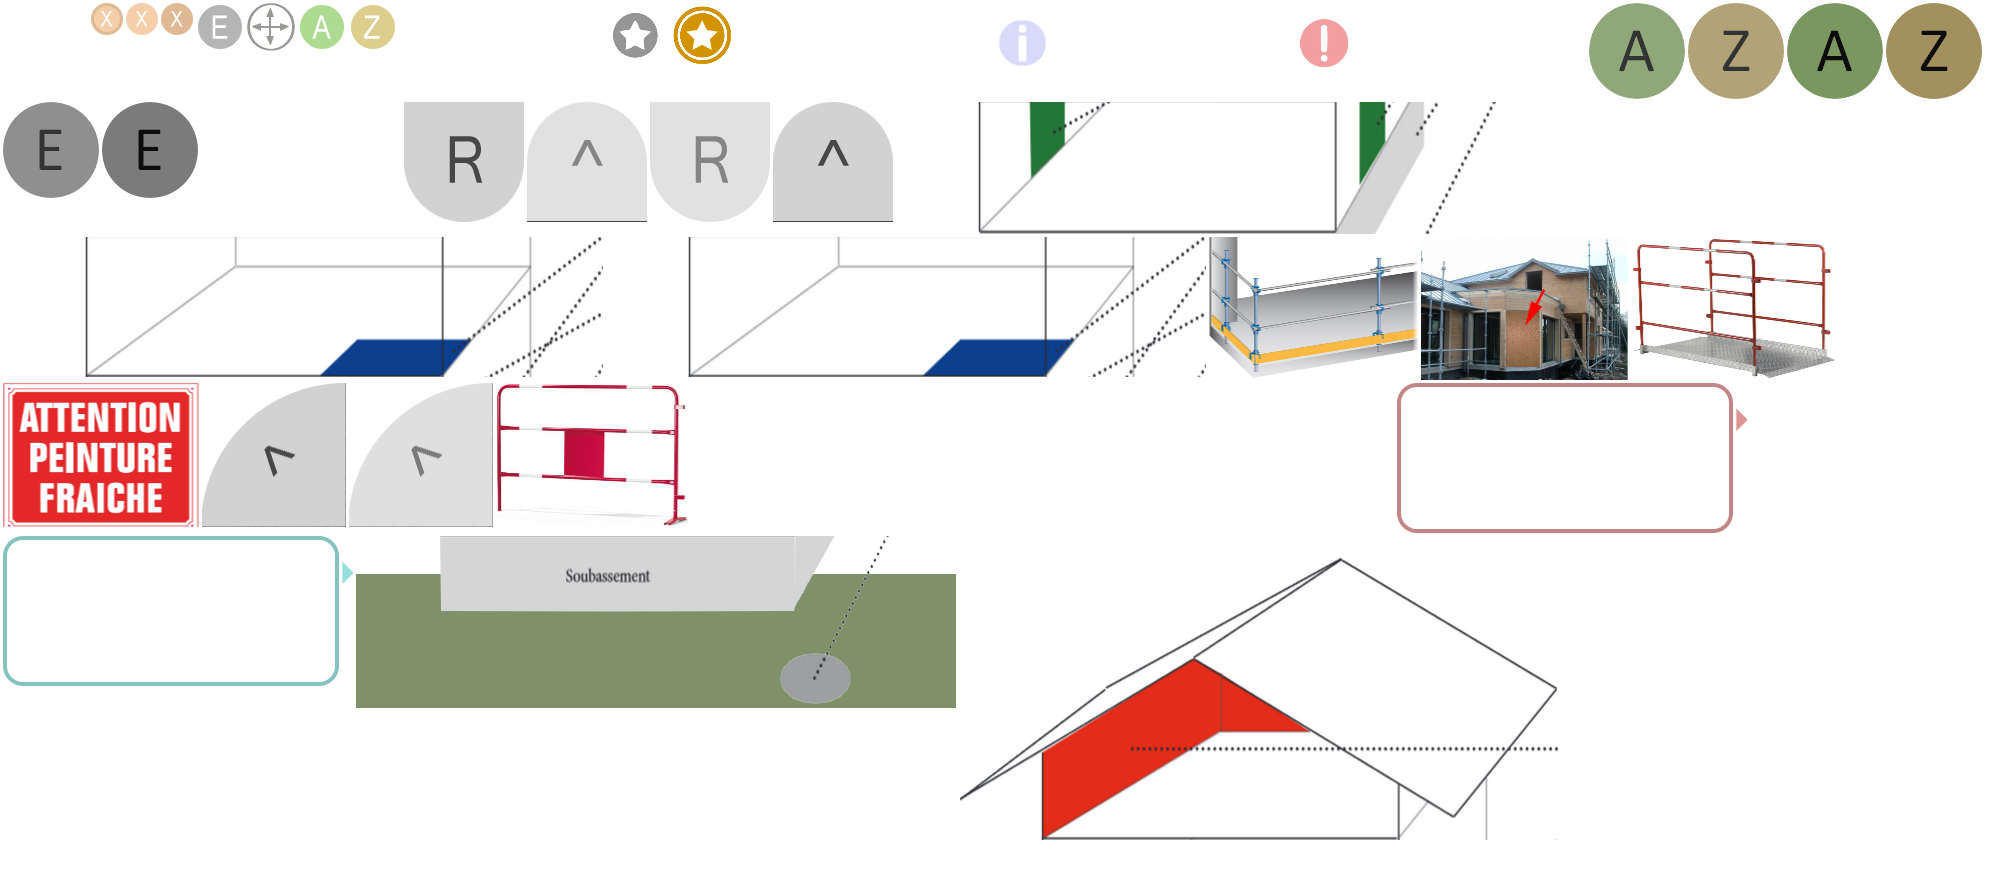 X X X E A Z
A Z A Z
E E
R ^ R ^
^ ^
ATTENTION
PEINTURE
FRAICHE
Soubassement